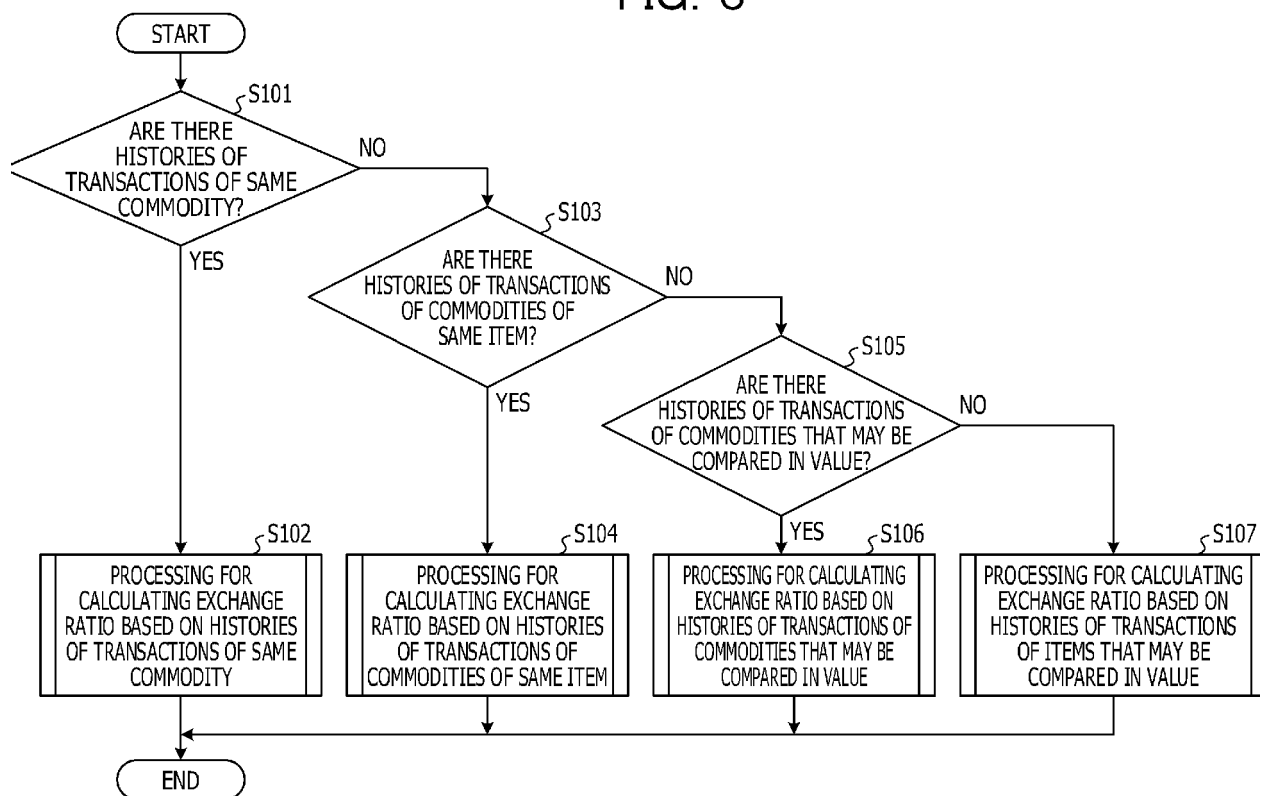 START
S101
ARE THERE
HISTORIES OF
TRANSACTIONS OF SAME
COMMODITY?
NO
YES
S103
ARE THERE
HISTORIES OF TRANSACTIONS
OF COMMODITIES OF
SAME ITEM?
NO
YES
S105
ARE THERE
HISTORIES OF TRANSACTIONS
OF COMMODITIES THAT MAY BE
COMPARED IN VALUE?
NO
YES
S102
PROCESSING FOR
CALCULATING EXCHANGE
RATIO BASED ON HISTORIES
OF TRANSACTIONS OF SAME
COMMODITY
S104
PROCESSING FOR
CALCULATING EXCHANGE
RATIO BASED ON HISTORIES
OF TRANSACTIONS OF
COMMODITIES OF SAME ITEM
S106
PROCESSING FOR CALCULATING
EXCHANGE RATIO BASED ON
HISTORIES OF TRANSACTIONS OF
COMMODITIES THAT MAY BE
COMPARED IN VALUE
S107
PROCESSING FOR CALCULATING
EXCHANGE RATIO BASED ON
HISTORIES OF TRANSACTIONS
OF ITEMS THAT MAY BE
COMPARED IN VALUE
END